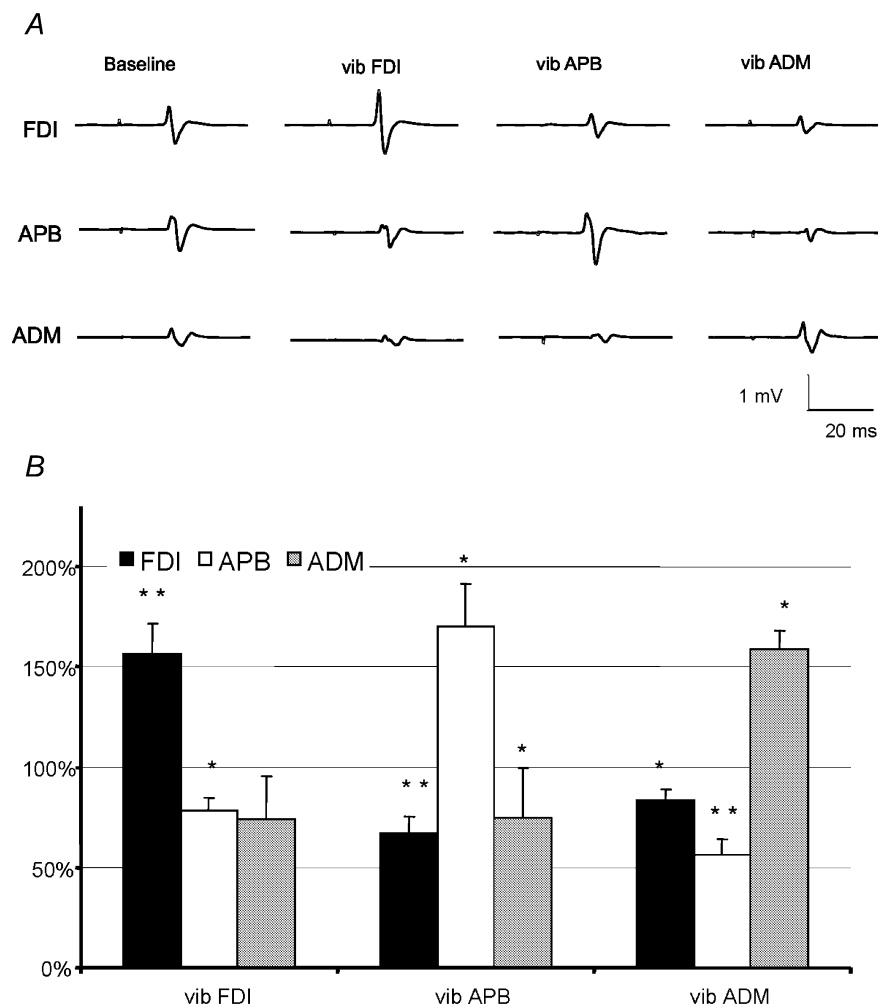 A
Baseline vib FDI vib APB vib ADM
FDI
APB
ADM
1 mV
20 ms
B
200%
FDI APB ADM
*
* *
*
150%
100%
*
*
*
* *
* *
50%
0%
vib FDI vib APB vib ADM